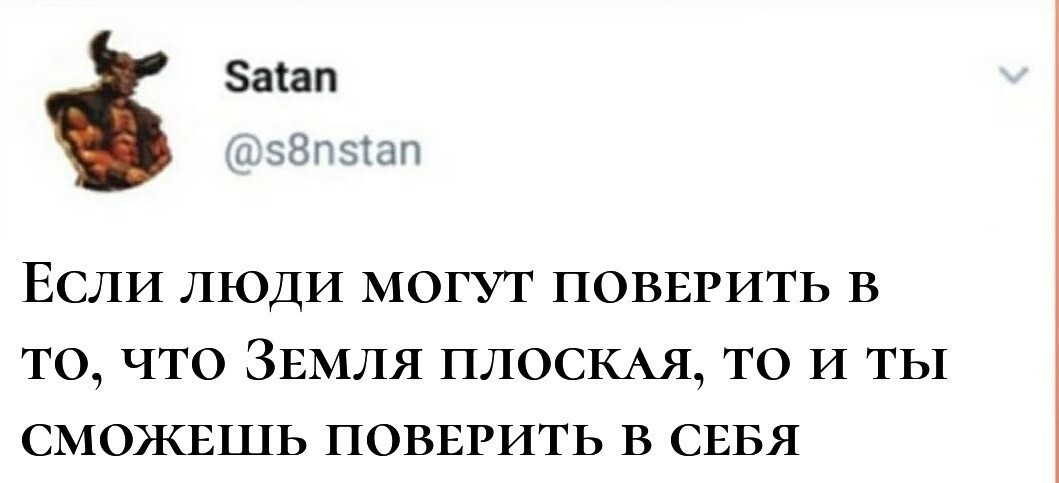 Satan
@s8nstan
Если люди могут поверить в
то, что Земля плоская, то и ты
сможешь поверить в себя